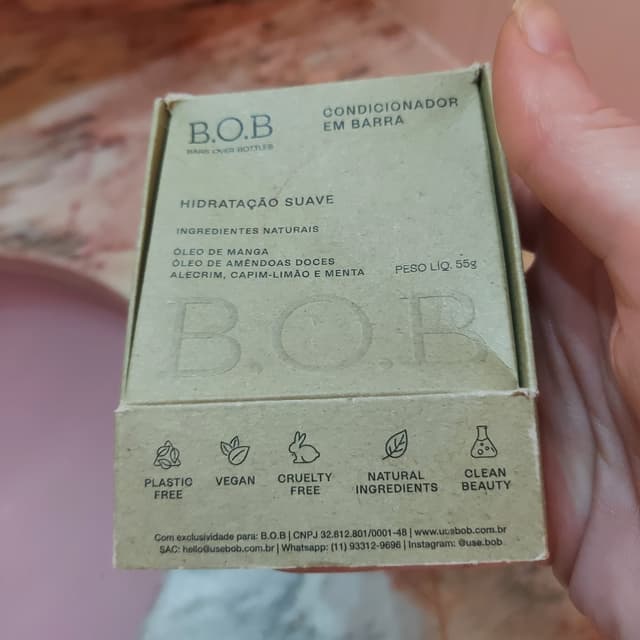 B.O.B
BARS OVER BOTTLES
CONDICIONADOR
EM BARRA
HIDRATAÇÃO SUAVE
INGREDIENTES NATURAIS
ÓLEO DE MANGA
ÓLEO DE AMÊNDOAS DOCES
ALECRIM, CAPIM-LIMÃO E MENTA
PESO LÍQ. 55g
B.O.B
PLASTIC
FREE
VEGAN
CRUELTY
FREE
NATURAL
INGREDIENTS
CLEAN
BEAUTY
Com exclusividade para: B.O.B | CNPJ 32.812.801/0001-48 | www.usebob.com.br
SAC: hello@usebob.com.br | Whatsapp: (11) 93312-9696 | Instagram: @use.bob